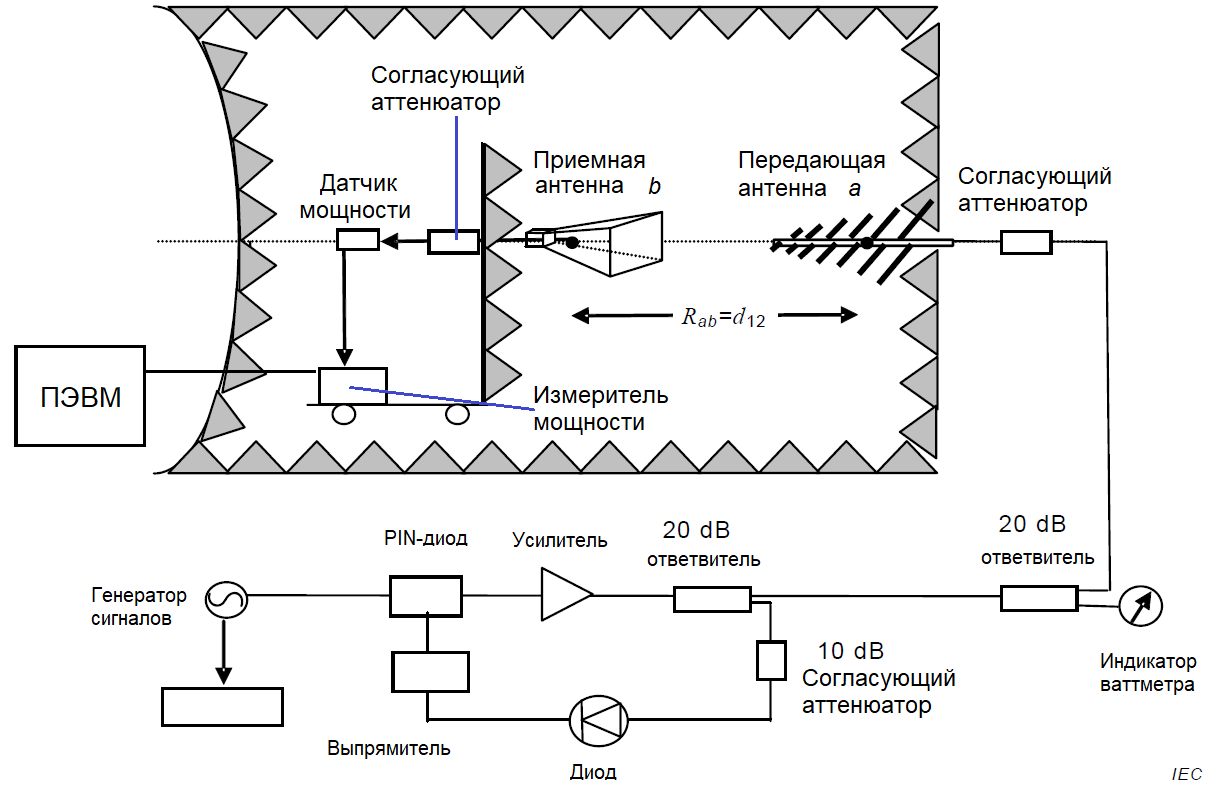 Согласующий
аттенюатор
Приемная
антенна b
Передающая
антенна a
Согласующий
аттенюатор
Датчик
мощности
Rab=d12
ПЭВМ
Измеритель
мощности
PIN-диод
Усилитель
20 dB
ответвитель
20 dB
ответвитель
Генератор
сигналов
10 dB
Согласующий
аттенюатор
Индикатор
ваттметра
Выпрямитель
Диод
IEC